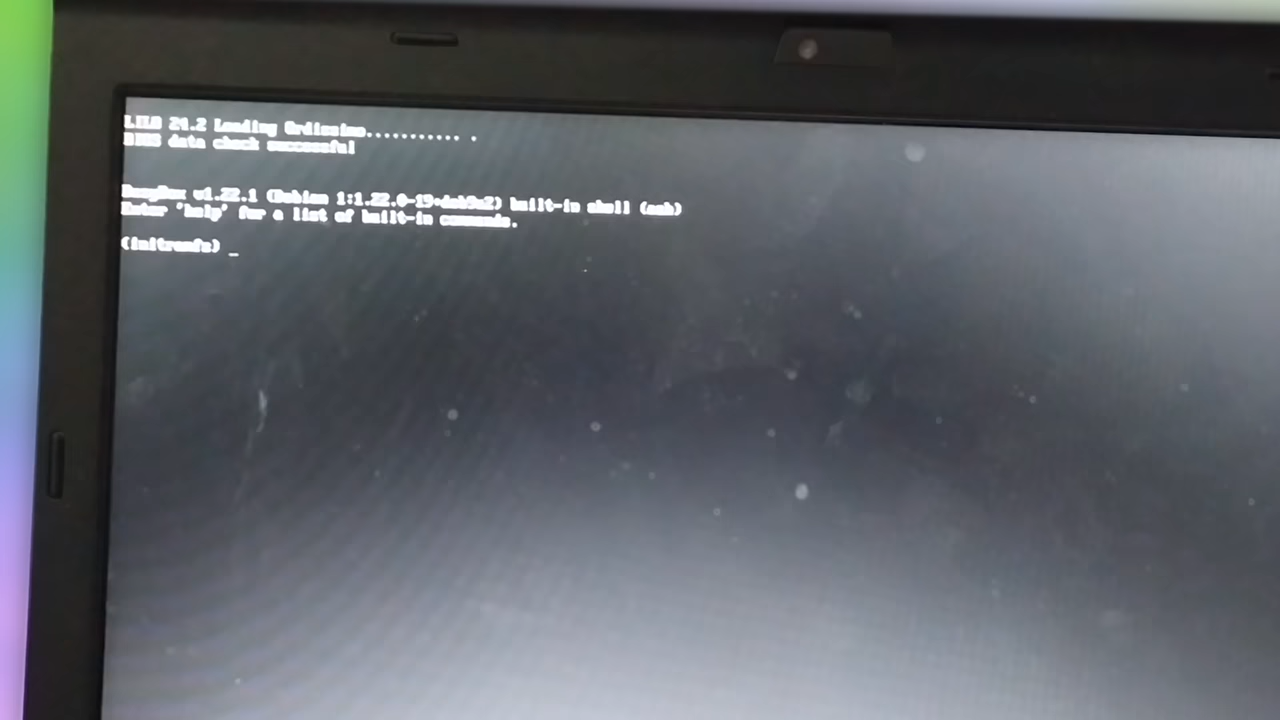 LILO 24.2 Loading Ordissimo........... .
BIOS data check successful
BusyBox v1.22.1 (Debian 1:1.22.0-19+deb9u2) built-in shell (ash)
Enter 'help' for a list of built-in commands.
(initramfs) _